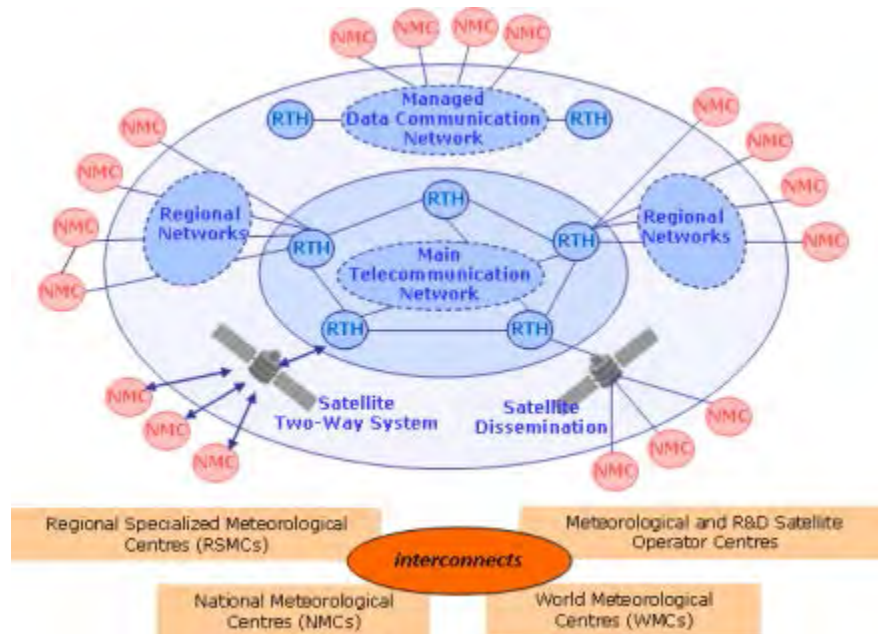 NMC
NMC
NMC
NMC
NMC
NMC
NMC
NMC
NMC
NMC
NMC
NMC
Managed
Data Communication
Network
RTH
RTH
Regional
Networks
Regional
Networks
RTH
RTH
RTH
Main
Telecommunication
Network
RTH
RTH
Satellite
Two-Way System
Satellite
Dissemination
NMC
NMC
NMC
NMC
NMC
NMC
Regional Specialized Meteorological
Centres (RSMCs)
Meteorological and R&D Satellite
Operator Centres
interconnects
National Meteorological
Centres (NMCs)
World Meteorological
Centres (WMCs)